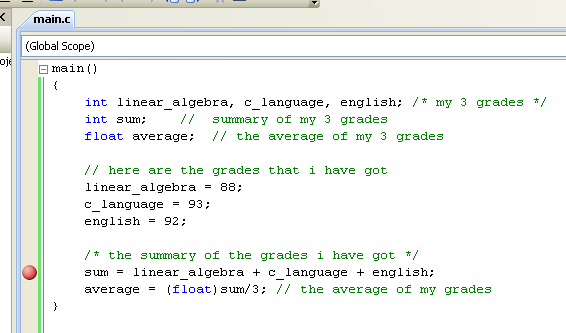 main.c
(Global Scope)
oje
main()
{
int linear_algebra, c_language, english; /* my 3 grades */
int sum;    //  summary of my 3 grades
float average;  // the average of my 3 grades
// here are the grades that i have got
linear_algebra = 88;
c_language = 93;
english = 92;
/* the summary of the grades i have got */
sum = linear_algebra + c_language + english;
average = (float)sum/3; // the average of my grades
}